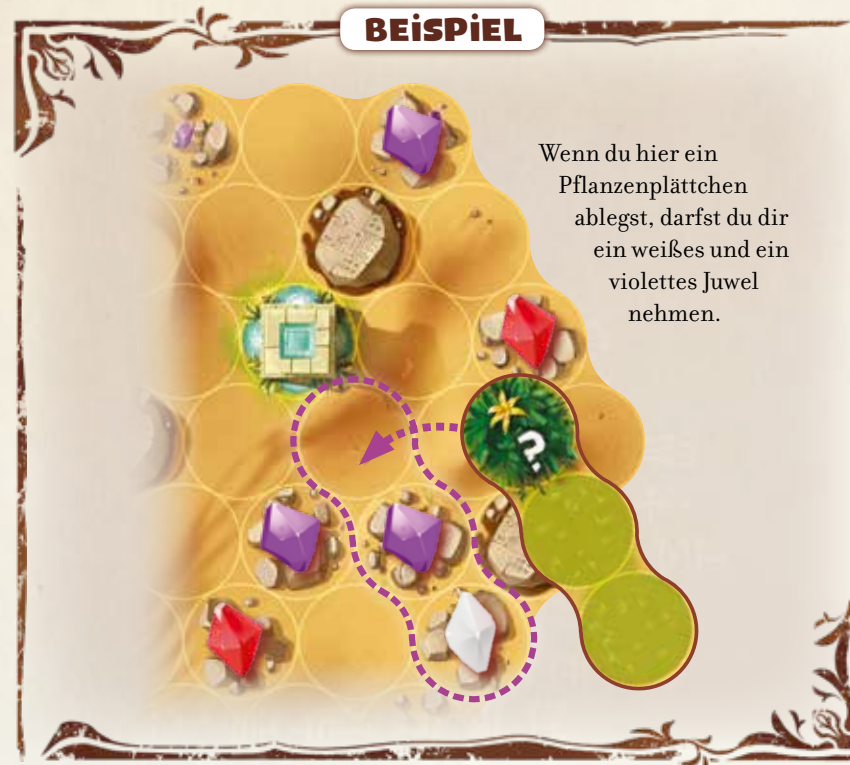 BEiSPiEL
Wenn du hier ein
Pflanzenplättchen
ablegst, darfst du dir
ein weißes und ein
violettes Juwel
nehmen.
?